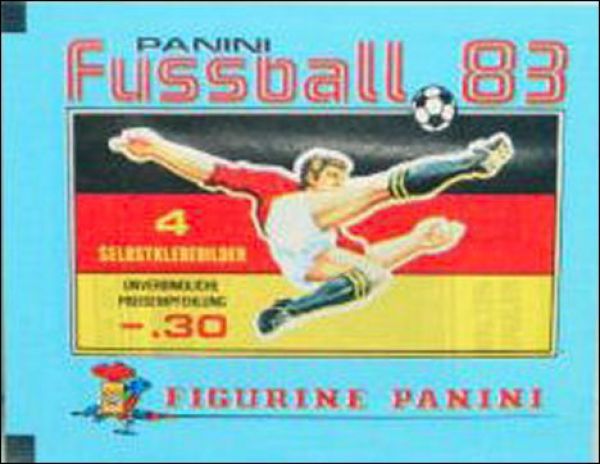 PANINI
Fussball 83
4
SELBSTKLEBEBILDER
UNVERBINDLICHE
PREISEMPFEHLUNG
-.30
FIGURINE PANINI